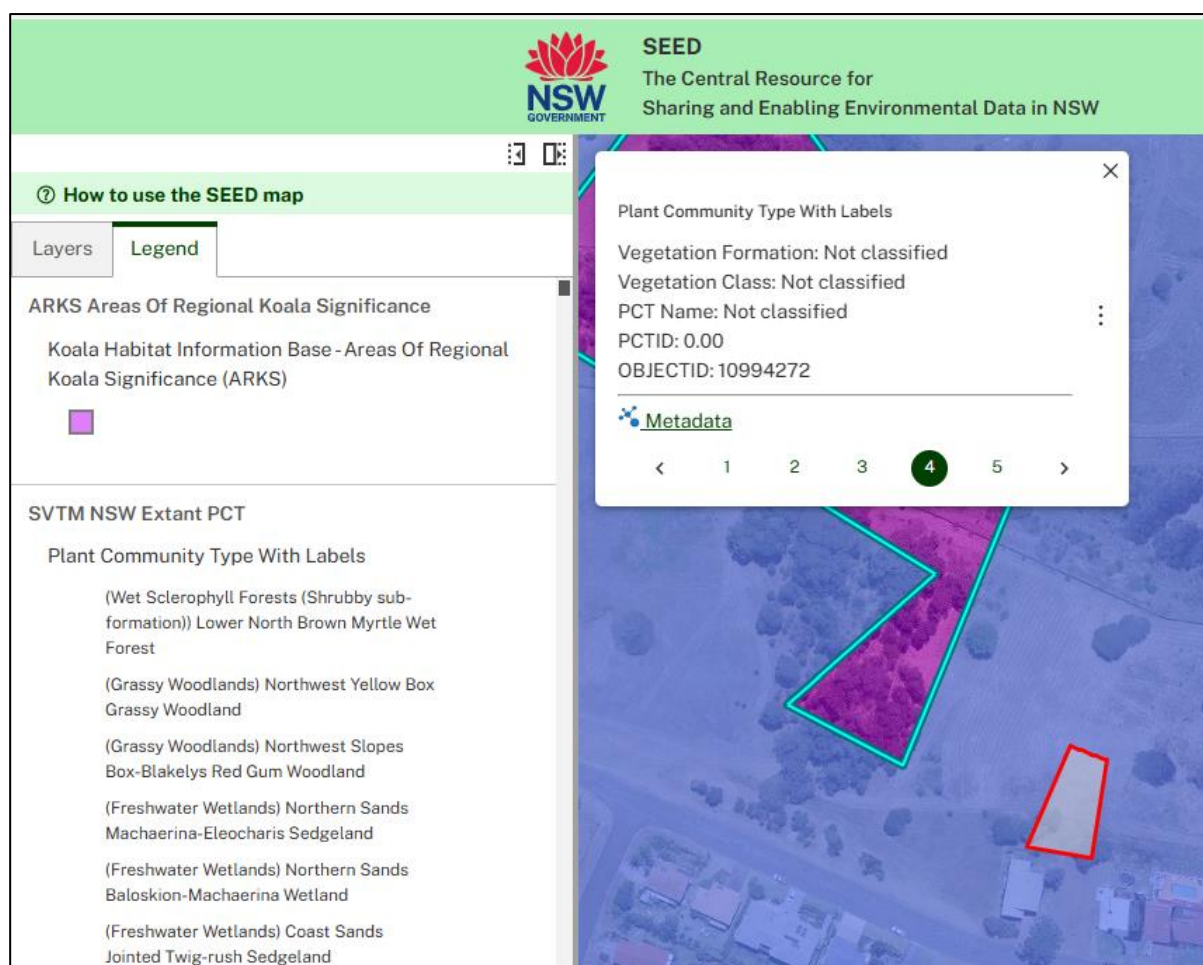 NSW
GOVERNMENT
SEED
The Central Resource for
Sharing and Enabling Environmental Data in NSW
How to use the SEED map
Layers
Legend
ARKS Areas Of Regional Koala Significance
Koala Habitat Information Base - Areas Of Regional
Koala Significance (ARKS)
SVTM NSW Extant PCT
Plant Community Type With Labels
(Wet Sclerophyll Forests (Shrubby sub-
formation)) Lower North Brown Myrtle Wet
Forest
(Grassy Woodlands) Northwest Yellow Box
Grassy Woodland
(Grassy Woodlands) Northwest Slopes
Box-Blakelys Red Gum Woodland
(Freshwater Wetlands) Northern Sands
Machaerina-Eleocharis Sedgeland
(Freshwater Wetlands) Northern Sands
Baloskion-Machaerina Wetland
(Freshwater Wetlands) Coast Sands
Jointed Twig-rush Sedgeland
Plant Community Type With Labels
Vegetation Formation: Not classified
Vegetation Class: Not classified
PCT Name: Not classified
PCTID: 0.00
OBJECTID: 10994272
Metadata
1 2 3 4 5